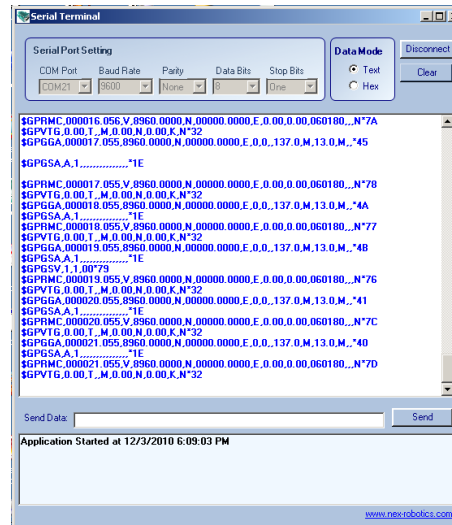 Serial Terminal
Serial Port Setting
COM Port Baud Rate Parity Data Bits Stop Bits
COM21 9600 None 8 One
Data Mode
Text
Hex
Disconnect
Clear
$GPRMC,000016.056,V,8960.0000,N,00000.0000,E,0.00,0.00,060180,,,N*7A
$GPVTG,0.00,T,,M,0.00,N,0.00,K,N*32
$GPGGA,000017.055,8960.0000,N,00000.0000,E,0,0,,137.0,M,13.0,M,,*45
$GPGSA,A,1,,,,,,,,,,,,,,,*1E
$GPRMC,000017.055,V,8960.0000,N,00000.0000,E,0.00,0.00,060180,,,N*78
$GPVTG,0.00,T,,M,0.00,N,0.00,K,N*32
$GPGGA,000018.055,8960.0000,N,00000.0000,E,0,0,,137.0,M,13.0,M,,*4A
$GPGSA,A,1,,,,,,,,,,,,,,,*1E
$GPRMC,000018.055,V,8960.0000,N,00000.0000,E,0.00,0.00,060180,,,N*77
$GPVTG,0.00,T,,M,0.00,N,0.00,K,N*32
$GPGGA,000019.055,8960.0000,N,00000.0000,E,0,0,,137.0,M,13.0,M,,*4B
$GPGSA,A,1,,,,,,,,,,,,,,,*1E
$GPGSV,1,1,00*79
$GPRMC,000019.055,V,8960.0000,N,00000.0000,E,0.00,0.00,060180,,,N*76
$GPVTG,0.00,T,,M,0.00,N,0.00,K,N*32
$GPGGA,000020.055,8960.0000,N,00000.0000,E,0,0,,137.0,M,13.0,M,,*41
$GPGSA,A,1,,,,,,,,,,,,,,,*1E
$GPRMC,000020.055,V,8960.0000,N,00000.0000,E,0.00,0.00,060180,,,N*7C
$GPVTG,0.00,T,,M,0.00,N,0.00,K,N*32
$GPGGA,000021.055,8960.0000,N,00000.0000,E,0,0,,137.0,M,13.0,M,,*40
$GPGSA,A,1,,,,,,,,,,,,,,,*1E
$GPRMC,000021.055,V,8960.0000,N,00000.0000,E,0.00,0.00,060180,,,N*7D
$GPVTG,0.00,T,,M,0.00,N,0.00,K,N*32
Send Data:
Send
Application Started at 12/3/2010 6:09:03 PM
www.nex-robotics.com